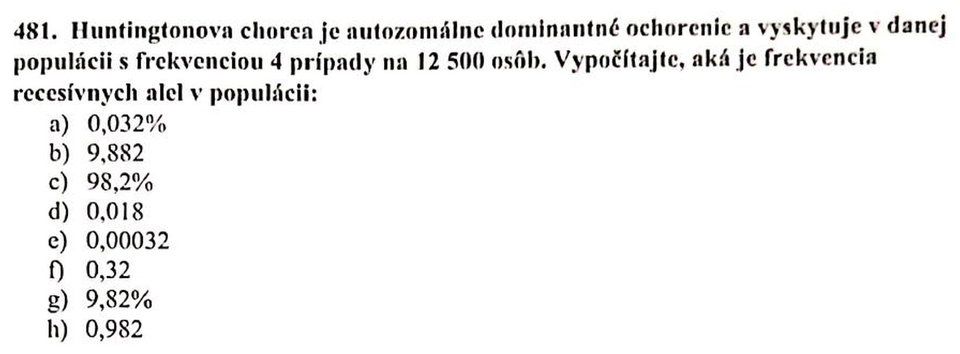 481. Huntingtonova chorea je autozomálne dominantné ochorenie a vyskytuje v danej
populácii s frekvenciou 4 prípady na 12 500 osôb. Vypočítajte, aká je frekvencia
recesívnych alel v populácii:
a) 0,032%
b) 9,882
c) 98,2%
d) 0,018
e) 0,00032
f) 0,32
g) 9,82%
h) 0,982